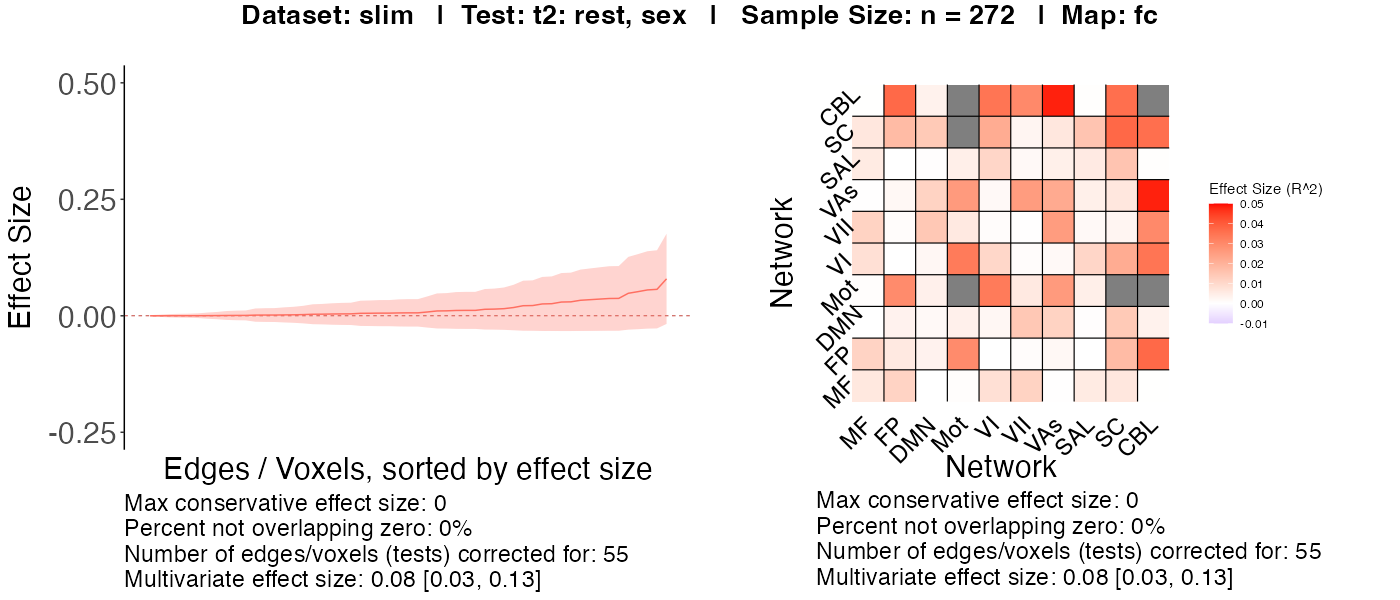 Dataset: slim | Test: t2: rest, sex | Sample Size: n = 272 | Map: fc
Effect Size
0.50
0.25
0.00
-0.25
Edges / Voxels, sorted by effect size
Max conservative effect size: 0
Percent not overlapping zero: 0%
Number of edges/voxels (tests) corrected for: 55
Multivariate effect size: 0.08 [0.03, 0.13]
Network
CBL
SC
SAL
VAs
VII
VI
Mot
DMN
FP
MF
MF FP DMN Mot VI VII VAs SAL SC CBL
Network
Effect Size (R^2)
0.05
0.04
0.03
0.02
0.01
0.00
-0.01
Max conservative effect size: 0
Percent not overlapping zero: 0%
Number of edges/voxels (tests) corrected for: 55
Multivariate effect size: 0.08 [0.03, 0.13]